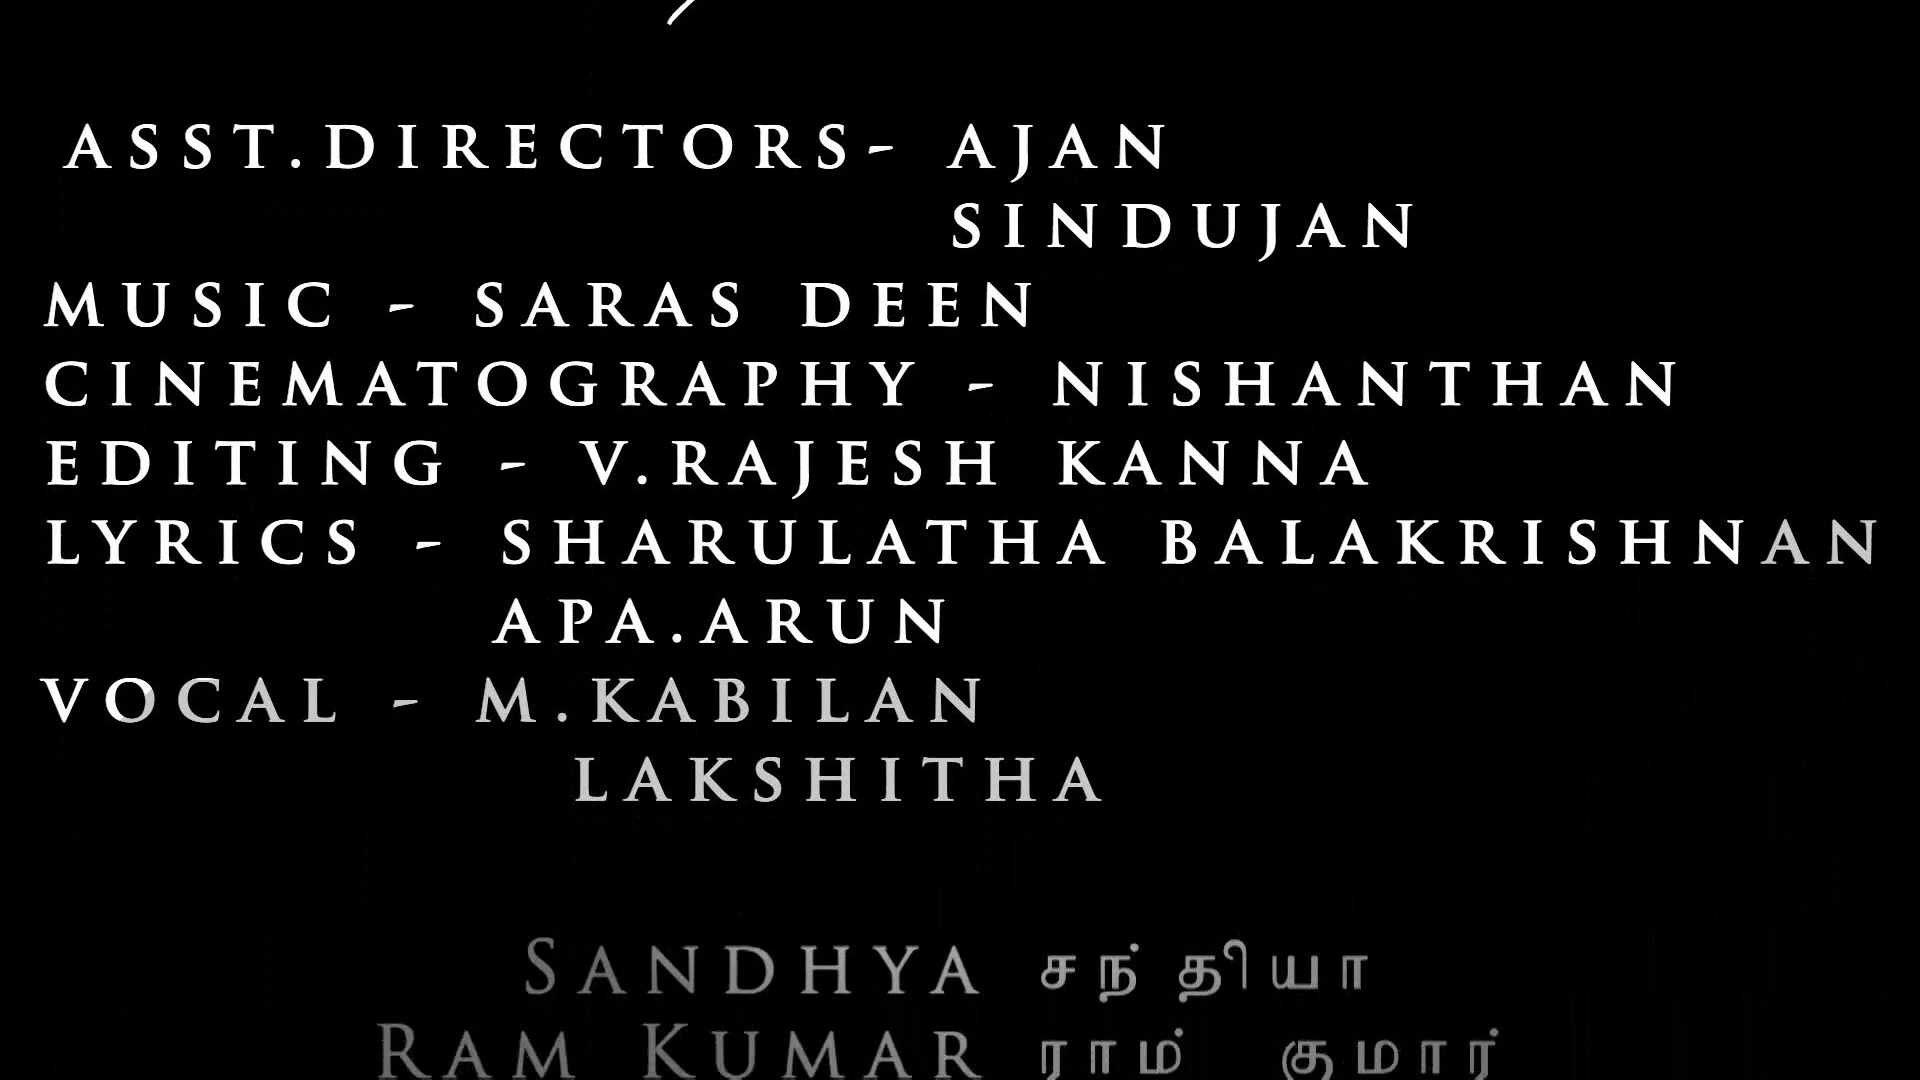 ASST.DIRECTORS- AJAN
SINDUJAN
MUSIC - SARAS DEEN
CINEMATOGRAPHY - NISHANTHAN
EDITING - V.RAJESH KANNA
LYRICS - SHARULATHA BALAKRISHNAN
APA.ARUN
VOCAL - M.KABILAN
LAKSHITHA
SANDHYA சந்தியா
RAM KUMAR ராம் குமார்